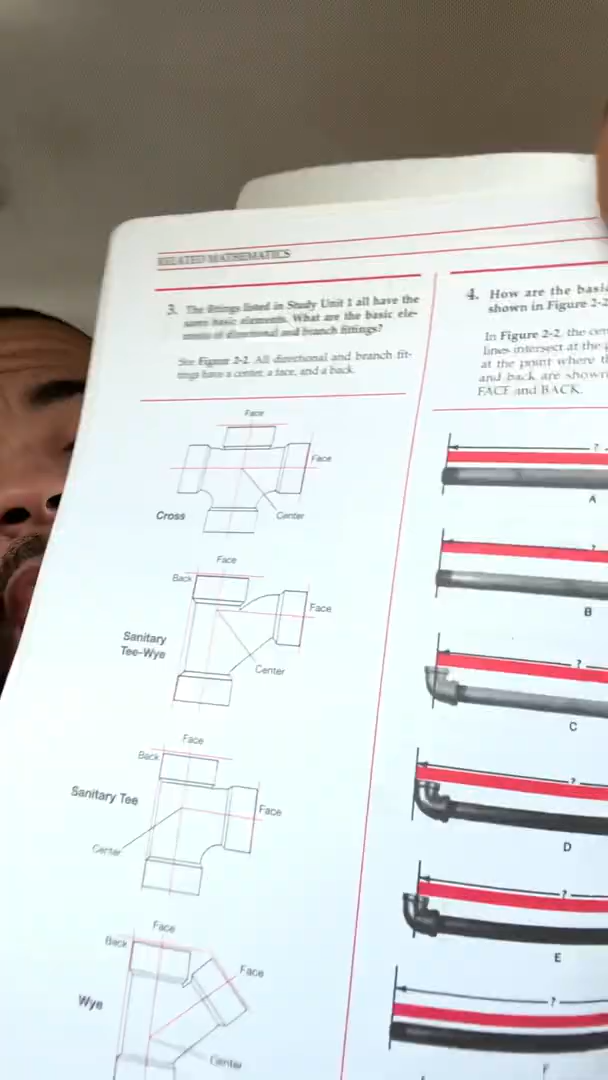 RELATED MATHEMATICS
3. The fittings listed in Study Unit 1 all have the
same basic elements. What are the basic ele-
ments of directional and branch fittings?
See Figure 2-2. All directional and branch fit-
tings have a center, a face, and a back.
Face
Face
Cross
Center
Face
Back
Face
Sanitary
Tee-Wye
Center
Face
Back
Sanitary Tee
Face
Center
Face
Back
Face
Wye
Center
4. How are the basic
shown in Figure 2-2
In Figure 2-2, the cen
lines intersect at the
at the point where th
and back are shown
FACE and BACK.
?
A
?
B
?
C
?
D
?
E
?
F